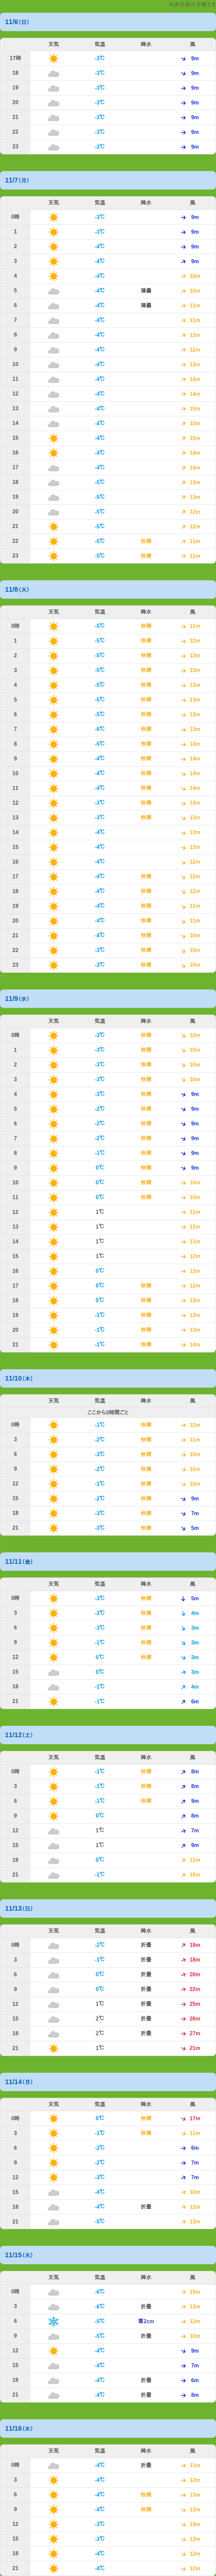 11/6(日)
天気 気温 降水 風
17時 -3℃ 9m
18 -3℃ 9m
19 -3℃ 9m
20 -3℃ 9m
21 -3℃ 9m
22 -3℃ 9m
23 -3℃ 9m
11/7(月)
天気 気温 降水 風
0時 -3℃ 9m
1 -3℃ 9m
2 -4℃ 9m
3 -4℃ 9m
4 -4℃ 10m
5 -4℃ 薄曇 10m
6 -4℃ 薄曇 11m
7 -4℃ 11m
8 -4℃ 12m
9 -4℃ 12m
10 -4℃ 13m
11 -4℃ 14m
12 -4℃ 14m
13 -4℃ 15m
14 -4℃ 15m
15 -4℃ 15m
16 -4℃ 14m
17 -4℃ 14m
18 -5℃ 13m
19 -5℃ 13m
20 -5℃ 12m
21 -5℃ 12m
22 -5℃ 快晴 11m
23 -5℃ 快晴 11m
11/8(火)
天気 気温 降水 風
0時 -5℃ 快晴 11m
1 -5℃ 快晴 12m
2 -5℃ 快晴 12m
3 -5℃ 快晴 13m
4 -5℃ 快晴 13m
5 -5℃ 快晴 13m
6 -5℃ 快晴 13m
7 -6℃ 快晴 13m
8 -5℃ 快晴 13m
9 -4℃ 快晴 14m
10 -4℃ 快晴 14m
11 -4℃ 快晴 14m
12 -3℃ 快晴 14m
13 -3℃ 快晴 13m
14 -4℃ 13m
15 -4℃ 12m
16 -4℃ 12m
17 -4℃ 快晴 12m
18 -4℃ 快晴 12m
19 -4℃ 快晴 11m
20 -4℃ 快晴 11m
21 -4℃ 快晴 10m
22 -3℃ 快晴 10m
23 -3℃ 快晴 10m
11/9(水)
天気 気温 降水 風
0時 -3℃ 快晴 10m
1 -3℃ 快晴 10m
2 -3℃ 快晴 10m
3 -3℃ 快晴 10m
4 -3℃ 快晴 9m
5 -2℃ 快晴 9m
6 -2℃ 快晴 9m
7 -2℃ 快晴 9m
8 -1℃ 快晴 9m
9 0℃ 快晴 9m
10 0℃ 快晴 10m
11 0℃ 快晴 10m
12 1℃ 11m
13 1℃ 11m
14 1℃ 11m
15 1℃ 12m
16 0℃ 12m
17 0℃ 快晴 12m
18 0℃ 快晴 13m
19 -1℃ 快晴 13m
20 -1℃ 快晴 13m
21 -1℃ 快晴 14m
11/10(木)
天気 気温 降水 風
ここから3時間ごと
0時 -1℃ 快晴 12m
3 -2℃ 快晴 11m
6 -3℃ 快晴 10m
9 -2℃ 快晴 10m
12 -1℃ 快晴 10m
15 -2℃ 快晴 9m
18 -3℃ 快晴 7m
21 -3℃ 快晴 5m
11/11(金)
天気 気温 降水 風
0時 -3℃ 快晴 5m
3 -3℃ 快晴 4m
6 -3℃ 快晴 3m
9 -1℃ 快晴 3m
12 0℃ 快晴 3m
15 0℃ 3m
18 -1℃ 4m
21 -1℃ 6m
11/12(土)
天気 気温 降水 風
0時 -1℃ 快晴 8m
3 -1℃ 快晴 8m
6 -1℃ 快晴 9m
9 0℃ 8m
12 1℃ 7m
15 1℃ 9m
18 0℃ 11m
21 -1℃ 15m
11/13(日)
天気 気温 降水 風
0時 -2℃ 折曇 18m
3 -1℃ 折曇 18m
6 0℃ 折曇 20m
9 0℃ 折曇 22m
12 1℃ 折曇 25m
15 2℃ 折曇 26m
18 2℃ 折曇 27m
21 1℃ 21m
11/14(月)
天気 気温 降水 風
0時 0℃ 快晴 17m
3 -1℃ 快晴 11m
6 -2℃ 6m
9 -2℃ 7m
12 -3℃ 7m
15 -4℃ 10m
18 -4℃ 折曇 12m
21 -5℃ 13m
11/15(火)
天気 気温 降水 風
0時 -6℃ 15m
3 -6℃ 折曇 13m
6 -5℃ 雪2cm 12m
9 -5℃ 折曇 10m
12 -4℃ 9m
15 -4℃ 7m
18 -4℃ 折曇 6m
21 -4℃ 折曇 8m
11/16(水)
天気 気温 降水 風
0時 -4℃ 折曇 11m
3 -4℃ 12m
6 -4℃ 快晴 13m
9 -4℃ 快晴 13m
12 -3℃ 13m
15 -3℃ 13m
18 -4℃ 12m
21 -4℃ 12m